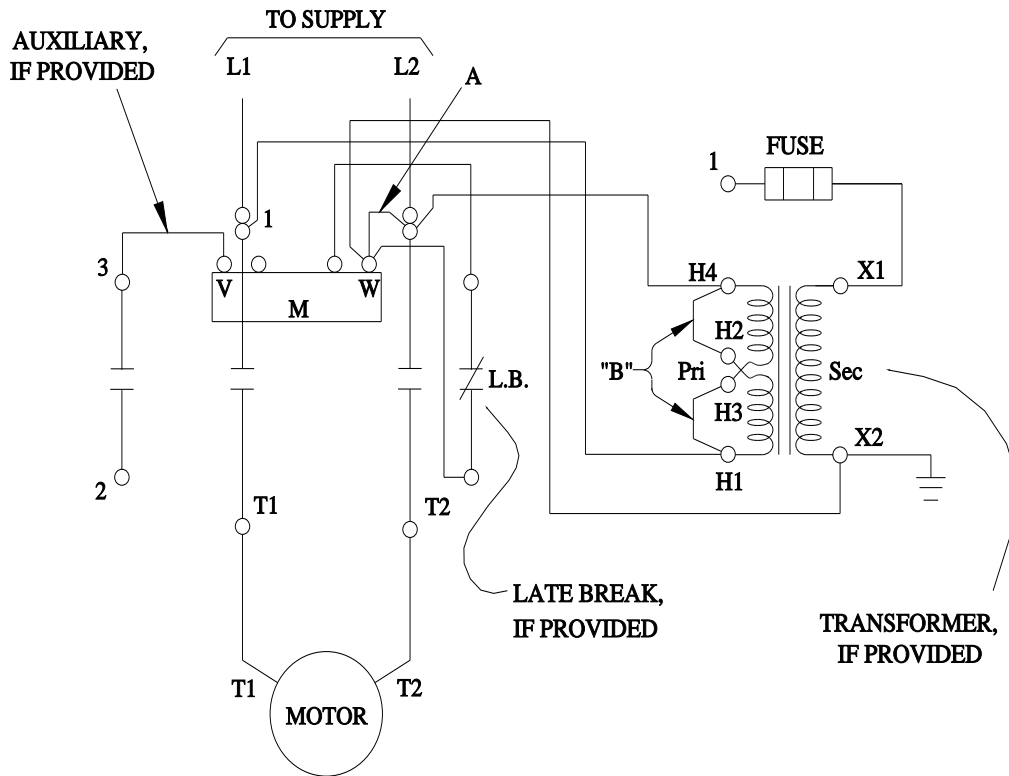 TO SUPPLY
AUXILIARY,
IF PROVIDED
L1
L2
A
FUSE
1
1
3
V
W
M
H4
X1
H2
"B"
Pri
Sec
L.B.
H3
X2
H1
2
T1
T2
LATE BREAK,
IF PROVIDED
TRANSFORMER,
IF PROVIDED
T1
T2
MOTOR